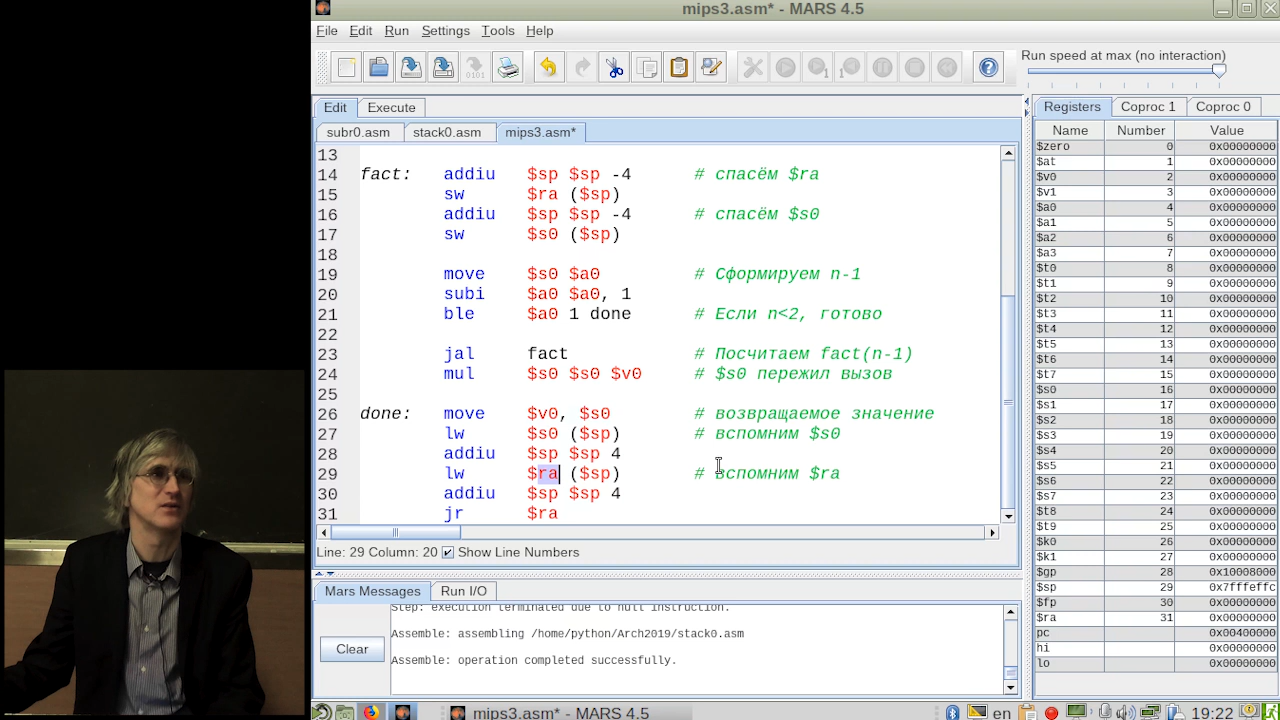 mips3.asm* - MARS 4.5
File Edit Run Settings Tools Help
Run speed at max (no interaction)
Edit Execute
subr0.asm stack0.asm mips3.asm*
13
14 fact: addiu $sp $sp -4 # спасём $ra
15 sw $ra ($sp)
16 addiu $sp $sp -4 # спасём $s0
17 sw $s0 ($sp)
18
19 move $s0 $a0 # Сформируем n-1
20 subi $a0 $a0, 1
21 ble $a0 1 done # Если n<2, готово
22
23 jal fact # Посчитаем fact(n-1)
24 mul $s0 $s0 $v0 # $s0 пережил вызов
25
26 done: move $v0, $s0 # возвращаемое значение
27 lw $s0 ($sp) # вспомним $s0
28 addiu $sp $sp 4
29 lw $ra ($sp) # вспомним $ra
30 addiu $sp $sp 4
31 jr $ra
Line: 29 Column: 20 Show Line Numbers
Mars Messages Run I/O
Clear
Step: execution terminated due to null instruction.
Assemble: assembling /home/python/Arch2019/stack0.asm
Assemble: operation completed successfully.
Registers Coproc 1 Coproc 0
Name Number Value
$zero 0 0x00000000
$at 1 0x00000000
$v0 2 0x00000000
$v1 3 0x00000000
$a0 4 0x00000000
$a1 5 0x00000000
$a2 6 0x00000000
$a3 7 0x00000000
$t0 8 0x00000000
$t1 9 0x00000000
$t2 10 0x00000000
$t3 11 0x00000000
$t4 12 0x00000000
$t5 13 0x00000000
$t6 14 0x00000000
$t7 15 0x00000000
$s0 16 0x00000000
$s1 17 0x00000000
$s2 18 0x00000000
$s3 19 0x00000000
$s4 20 0x00000000
$s5 21 0x00000000
$s6 22 0x00000000
$s7 23 0x00000000
$t8 24 0x00000000
$t9 25 0x00000000
$k0 26 0x00000000
$k1 27 0x00000000
$gp 28 0x10008000
$sp 29 0x7fffeffc
$fp 30 0x00000000
$ra 31 0x00000000
pc 0x00400000
hi 0x00000000
lo 0x00000000
mips3.asm* - MARS 4.5
en
19:22